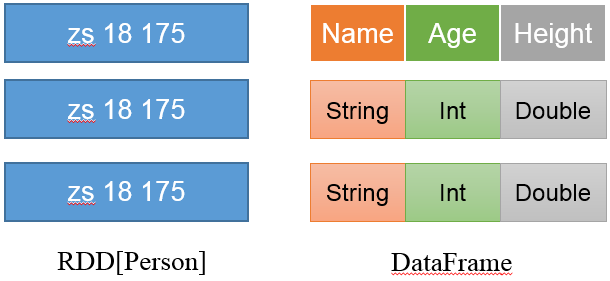 zs 18 175
Name Age Height
zs 18 175
String Int Double
zs 18 175
String Int Double
RDD[Person]
DataFrame